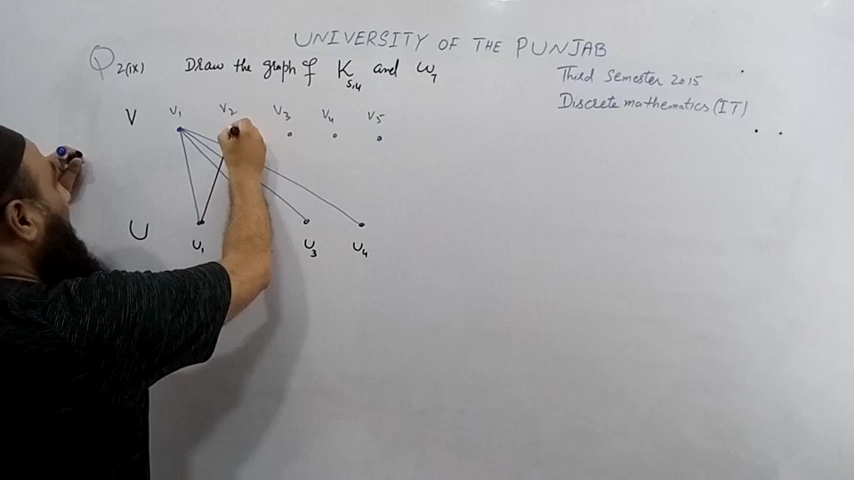 UNIVERSITY OF THE PUNJAB
Q2(ix) Draw the graph of K5,4 and W7
Third Semester 2015
Discrete mathematics (IT)
V V1 V2 V3 V4 V5
U U1 U3 U4